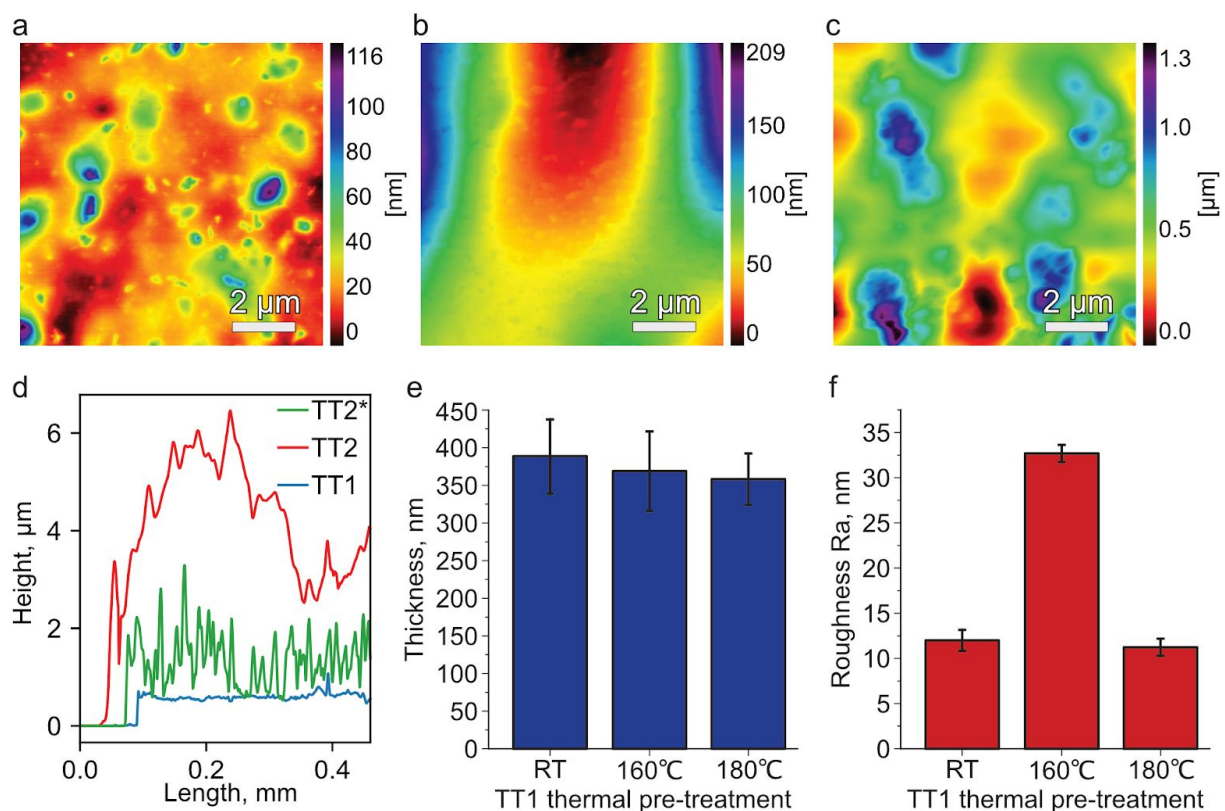 a
116
100
80
60
40
20
0
[nm]
2 µm
b
209
150
100
50
0
[nm]
2 µm
c
1.3
1.0
0.5
0.0
[µm]
2 µm
d
TT2*
TT2
TT1
6
4
2
0
Height, µm
0.0 0.2 0.4
Length, mm
e
450
400
350
300
250
200
150
100
50
0
Thickness, nm
RT 160℃ 180℃
TT1 thermal pre-treatment
f
35
30
25
20
15
10
5
0
Roughness Ra, nm
RT 160℃ 180℃
TT1 thermal pre-treatment